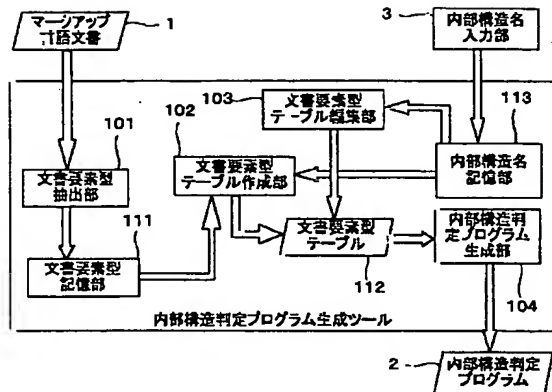 マークアップ
言語文書
1
3
内部構造名
入力部
103
文書要素型
テーブル編集部
102
113
文書要素型
テーブル作成部
内部構造名
記憶部
101
文書要素型
抽出部
111
文書要素型
記憶部
文書要素型
テーブル
112
内部構造判
定プログラム
生成部
104
内部構造判定プログラム生成ツール
2
内部構造判定
プログラム